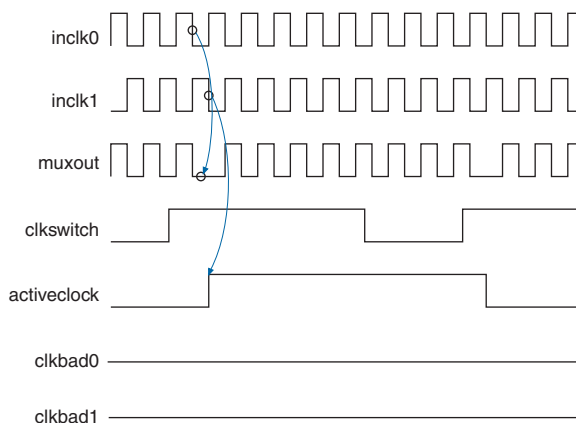 inclk0
inclk1
muxout
clkswitch
activeclock
clkbad0
clkbad1